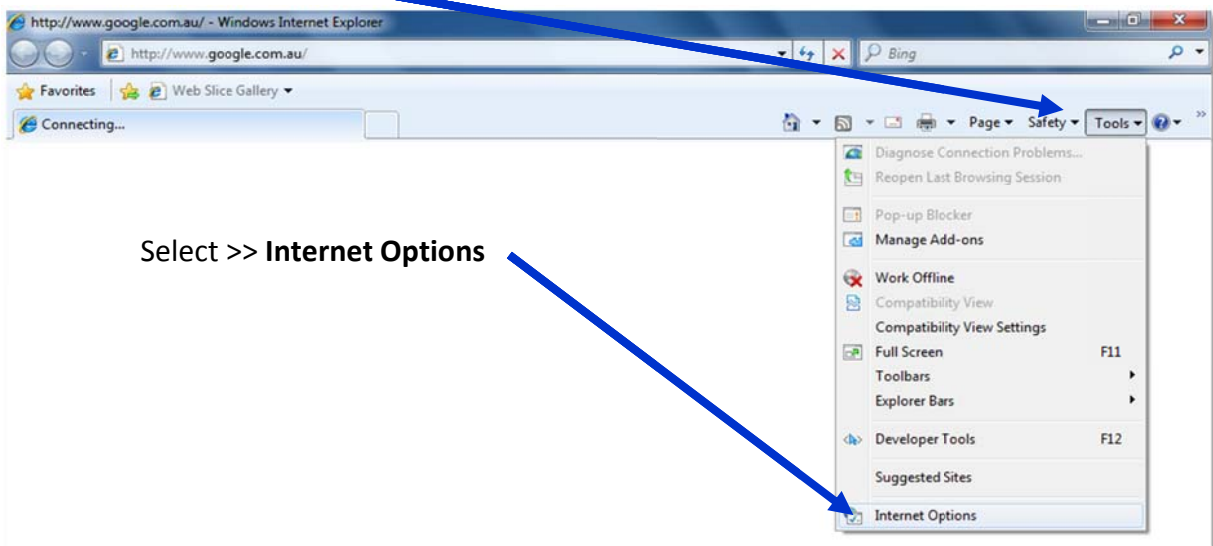 http://www.google.com.au/ - Windows Internet Explorer
http://www.google.com.au/ Bing
Favorites Web Slice Gallery
Connecting... Page Safety Tools »
Diagnose Connection Problems...
Reopen Last Browsing Session
Pop-up Blocker
Manage Add-ons
Select >> Internet Options
Work Offline
Compatibility View
Compatibility View Settings
Full Screen F11
Toolbars
Explorer Bars
Developer Tools F12
Suggested Sites
Internet Options